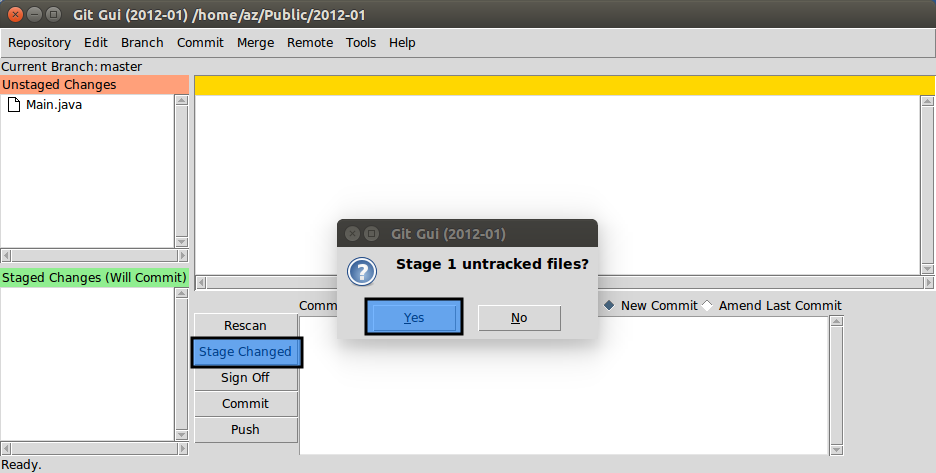 Git Gui (2012-01) /home/az/Public/2012-01
Repository Edit Branch Commit Merge Remote Tools Help
Current Branch: master
Unstaged Changes
Main.java
Git Gui (2012-01)
Stage 1 untracked files?
Yes No
Staged Changes (Will Commit)
Comm
New Commit Amend Last Commit
Rescan
Stage Changed
Sign Off
Commit
Push
Ready.